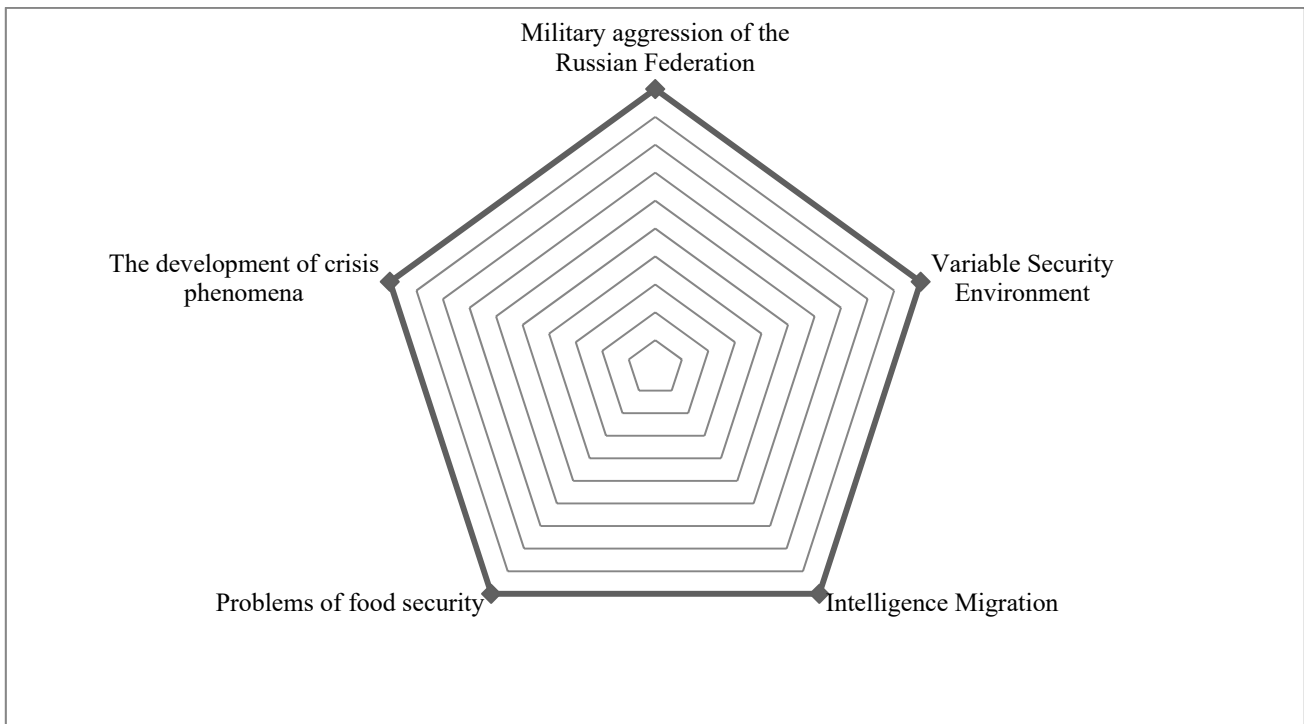 Military aggression of the
Russian Federation
Variable Security
Environment
Intelligence Migration
Problems of food security
The development of crisis
phenomena